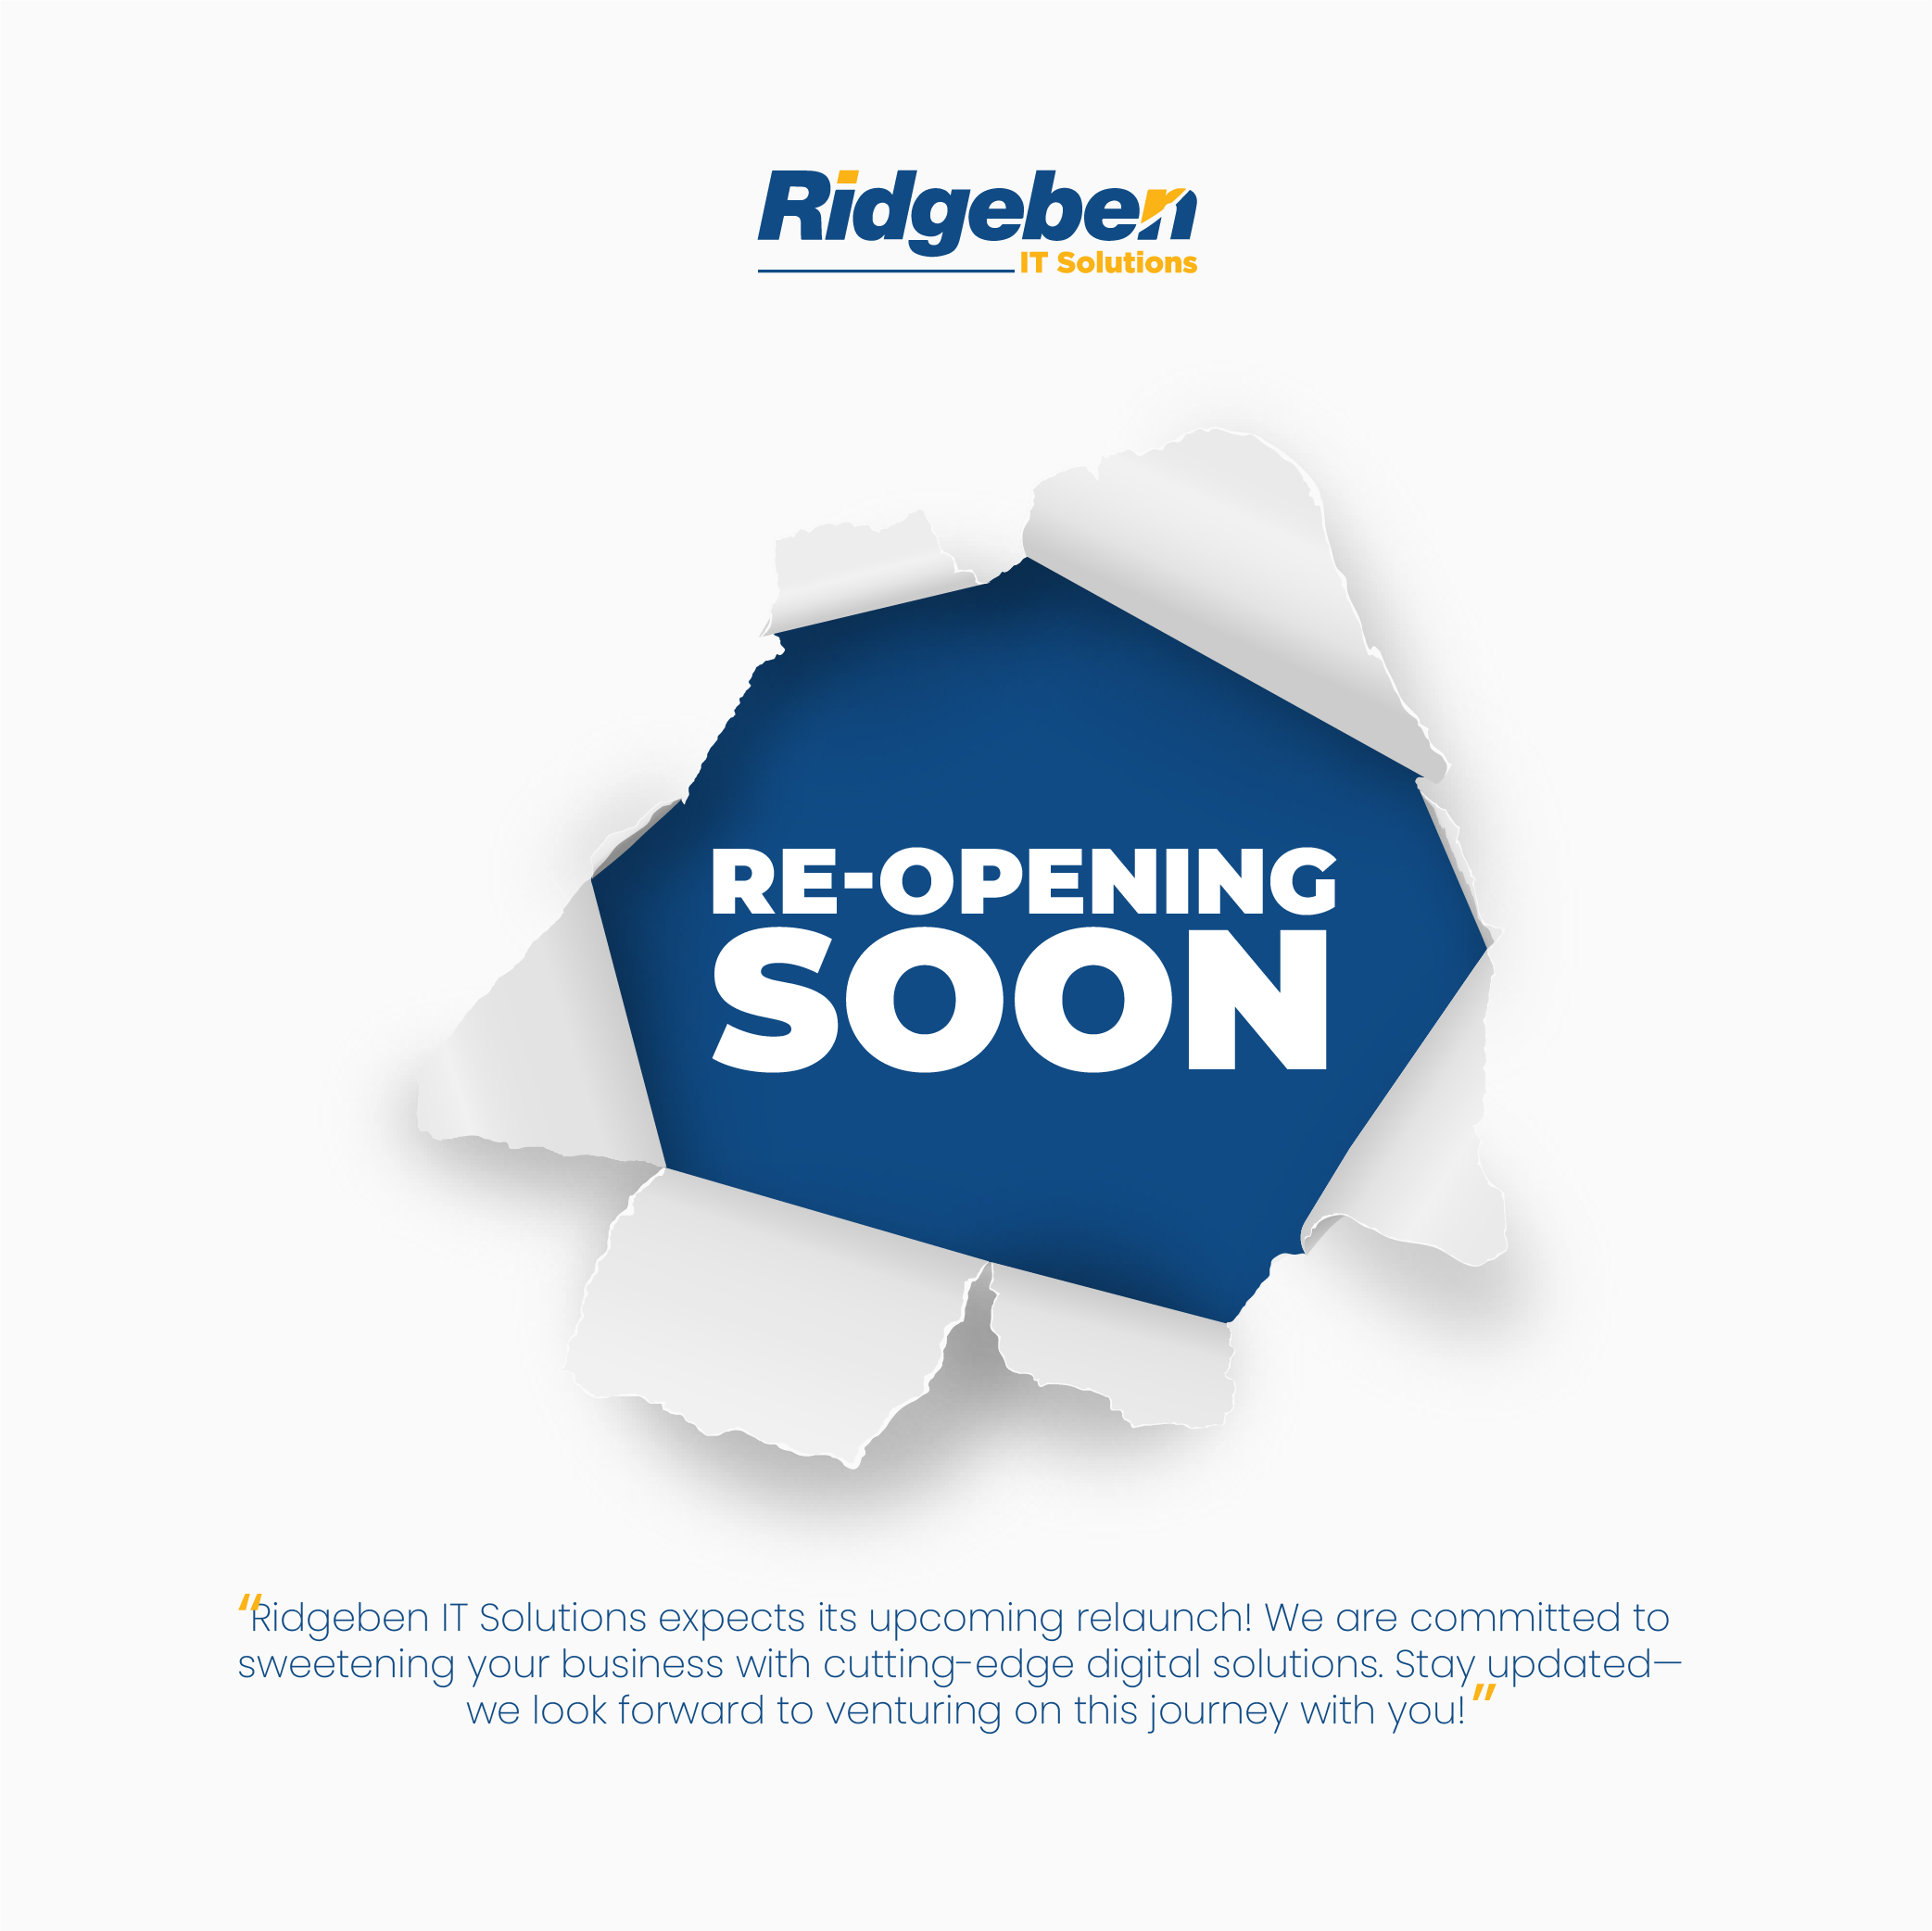 Ridgeben
IT Solutions
RE-OPENING
SOON
“Ridgeben IT Solutions expects its upcoming relaunch! We are committed to
sweetening your business with cutting-edge digital solutions. Stay updated—
we look forward to venturing on this journey with you!”